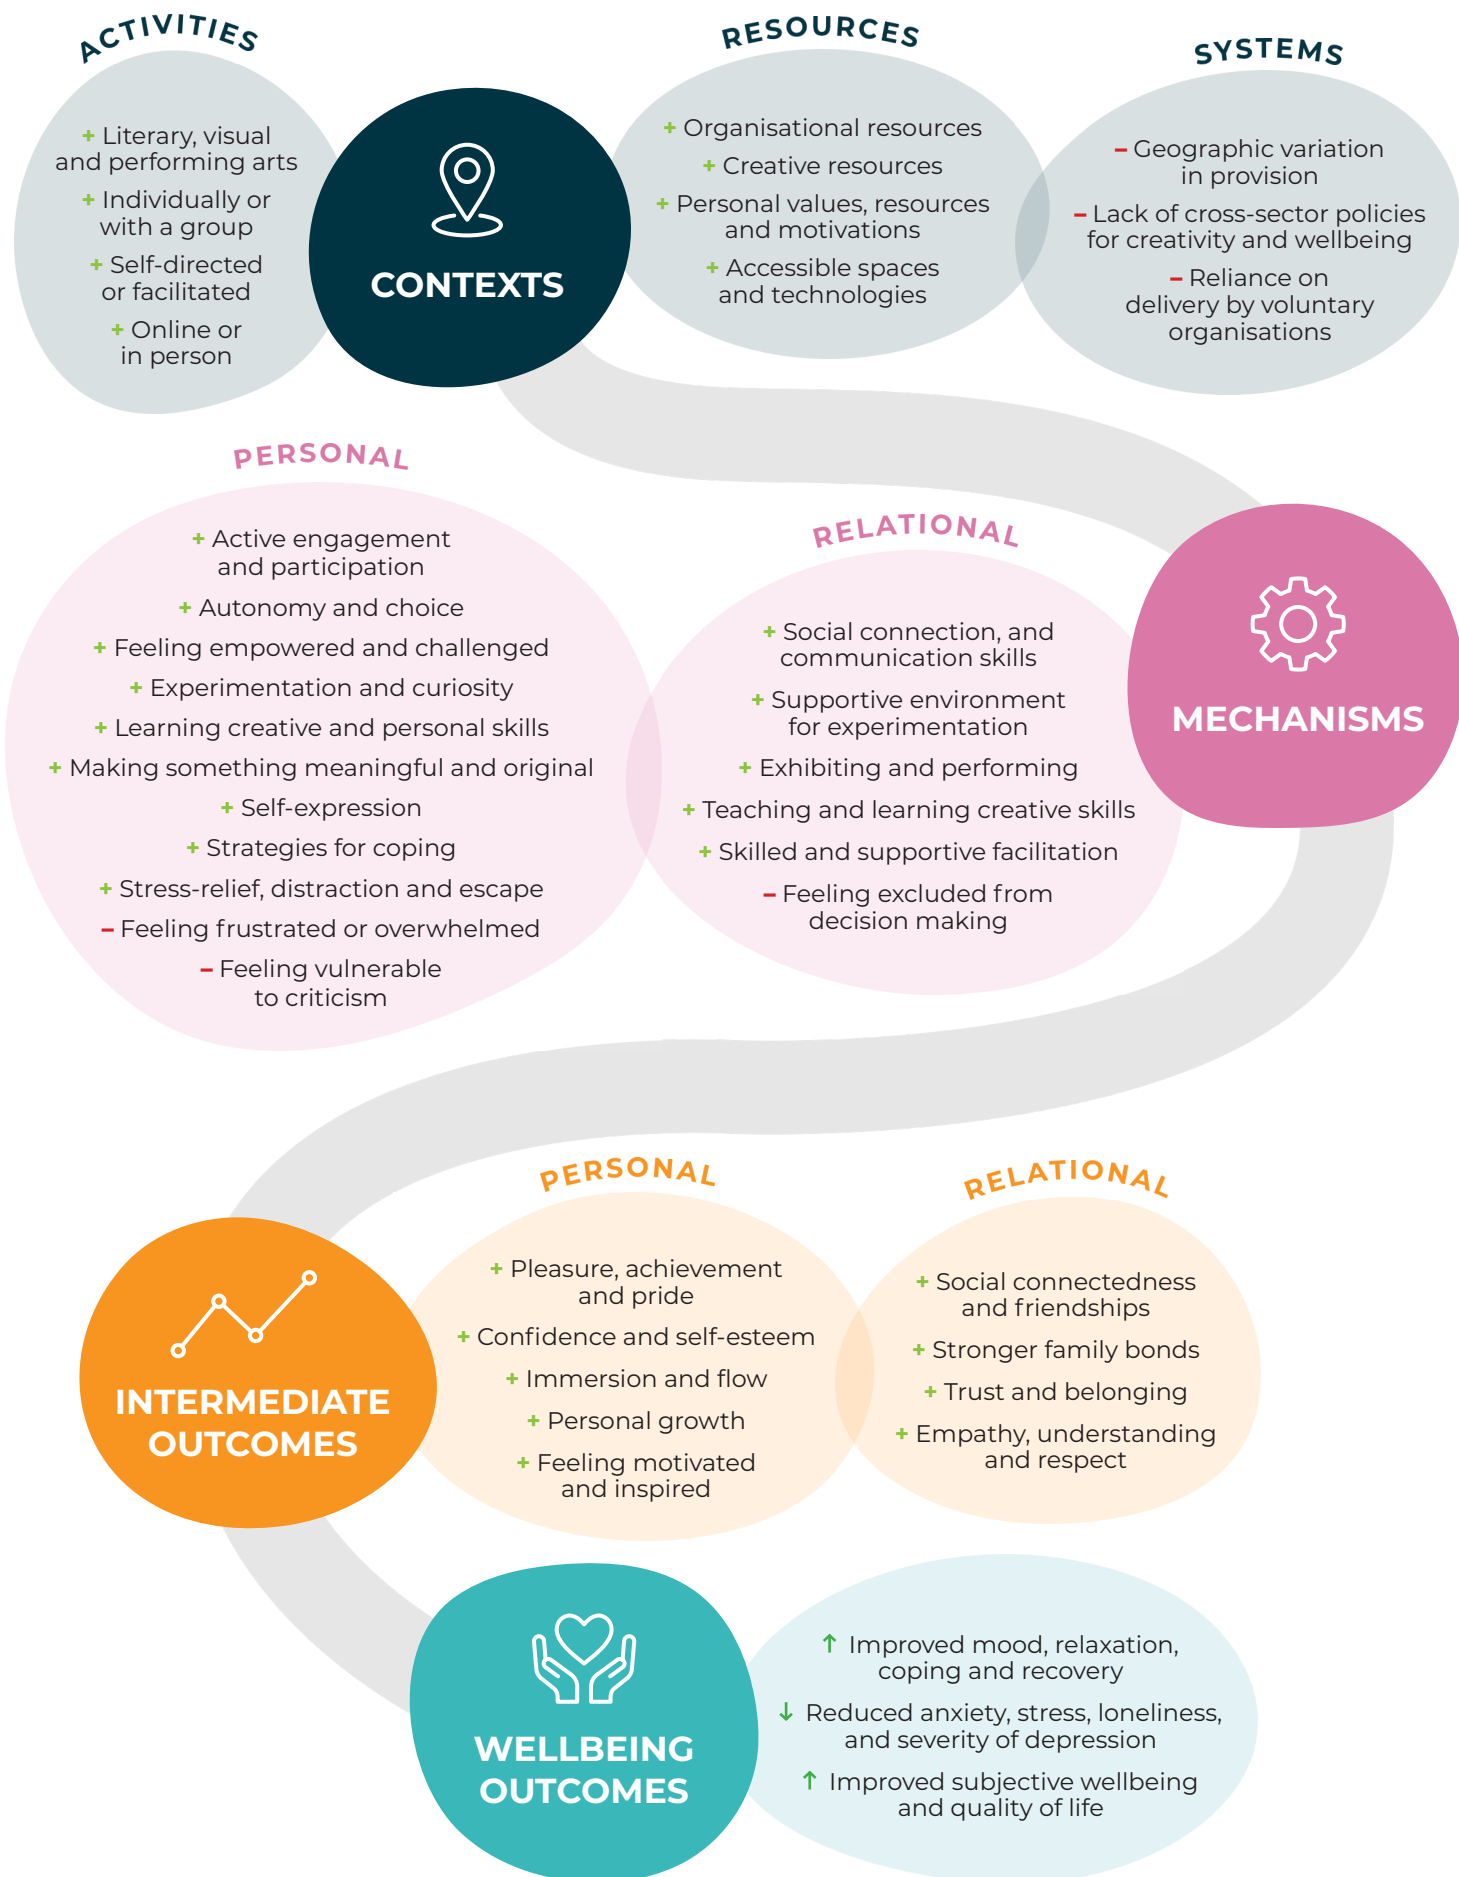 ACTIVITIES
+ Literary, visual
and performing arts
+ Individually or
with a group
+ Self-directed
or facilitated
+ Online or
in person
CONTEXTS
RESOURCES
+ Organisational resources
+ Creative resources
+ Personal values, resources
and motivations
+ Accessible spaces
and technologies
SYSTEMS
– Geographic variation
in provision
– Lack of cross-sector policies
for creativity and wellbeing
– Reliance on
delivery by voluntary
organisations
PERSONAL
+ Active engagement
and participation
+ Autonomy and choice
+ Feeling empowered and challenged
+ Experimentation and curiosity
+ Learning creative and personal skills
+ Making something meaningful and original
+ Self-expression
+ Strategies for coping
+ Stress-relief, distraction and escape
– Feeling frustrated or overwhelmed
– Feeling vulnerable
to criticism
RELATIONAL
+ Social connection, and
communication skills
+ Supportive environment
for experimentation
+ Exhibiting and performing
+ Teaching and learning creative skills
+ Skilled and supportive facilitation
– Feeling excluded from
decision making
MECHANISMS
INTERMEDIATE
OUTCOMES
PERSONAL
+ Pleasure, achievement
and pride
+ Confidence and self-esteem
+ Immersion and flow
+ Personal growth
+ Feeling motivated
and inspired
RELATIONAL
+ Social connectedness
and friendships
+ Stronger family bonds
+ Trust and belonging
+ Empathy, understanding
and respect
WELLBEING
OUTCOMES
↑ Improved mood, relaxation,
coping and recovery
↓ Reduced anxiety, stress, loneliness,
and severity of depression
↑ Improved subjective wellbeing
and quality of life